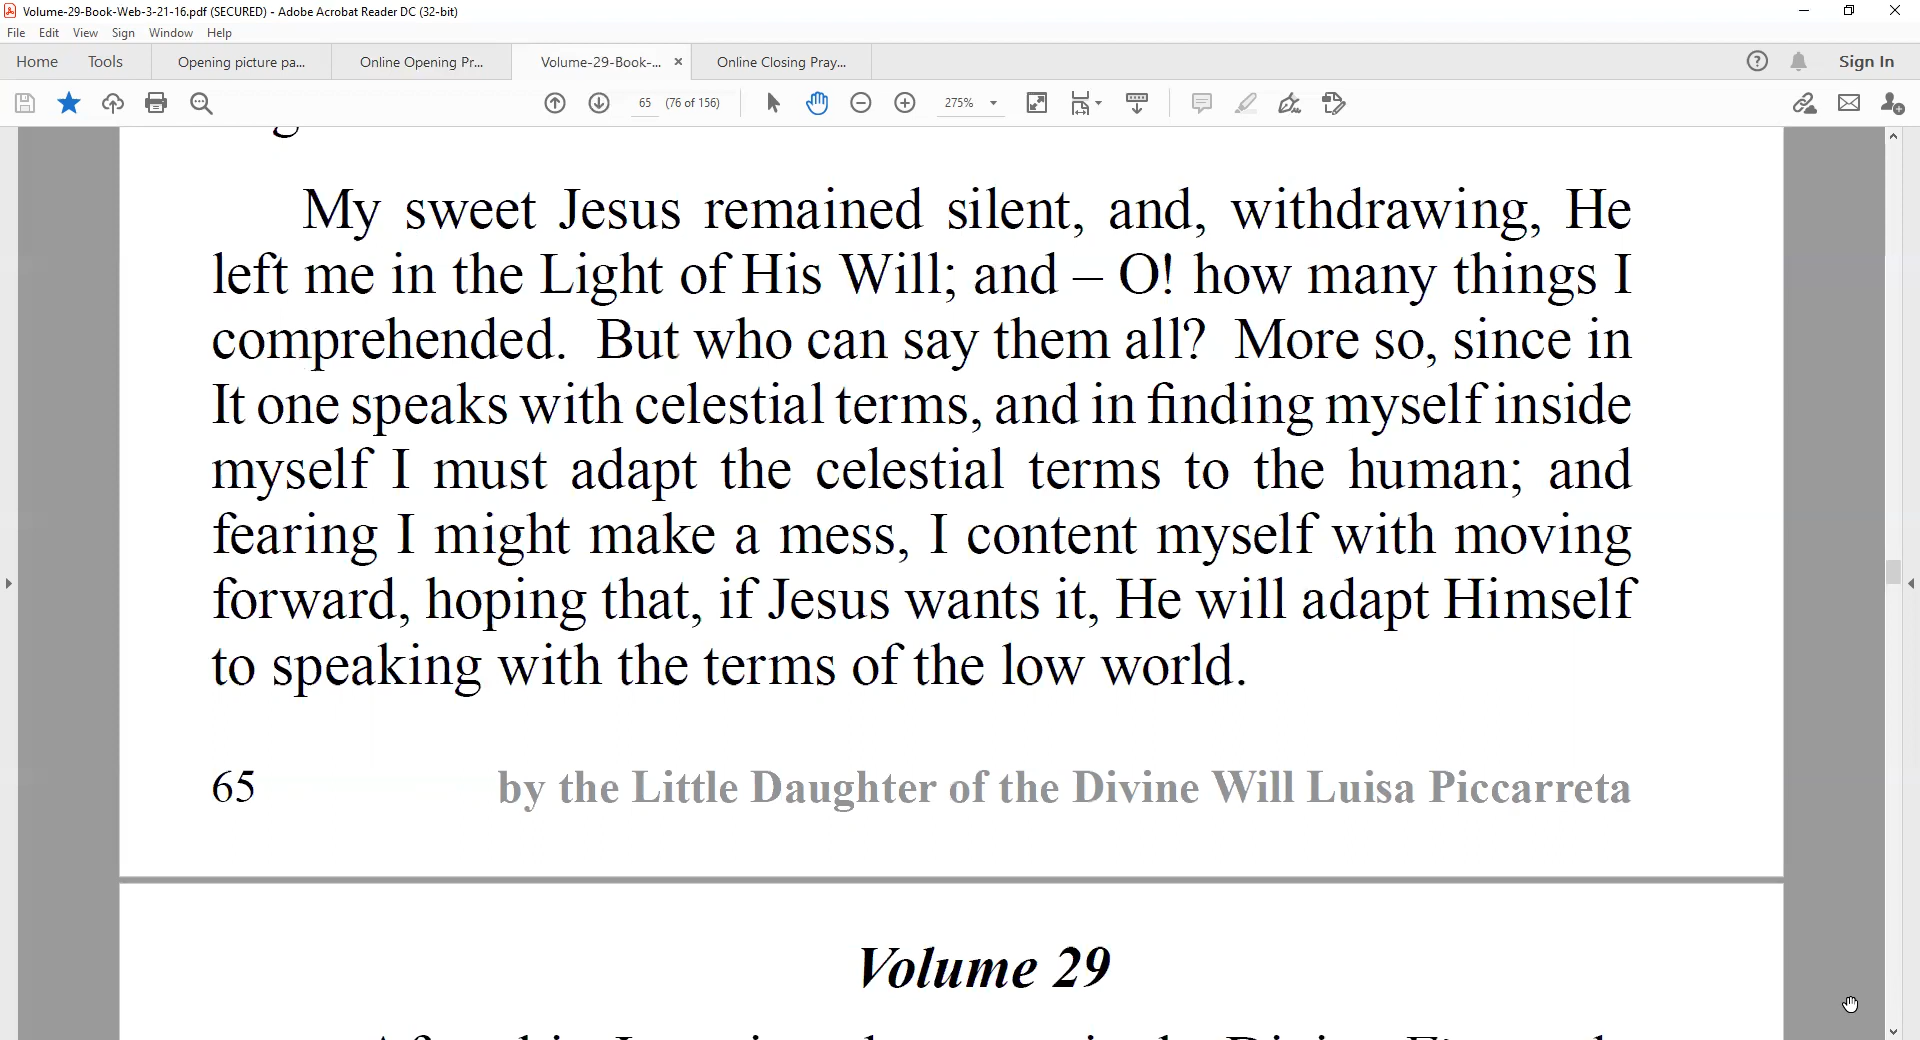 Volume-29-Book-Web-3-21-16.pdf (SECURED) - Adobe Acrobat Reader DC (32-bit)
File Edit View Sign Window Help
Home Tools Opening picture pa... Online Opening Pr... Volume-29-Book-... × Online Closing Pray... Sign In
65 (76 of 156) 275%
My sweet Jesus remained silent, and, withdrawing, He
left me in the Light of His Will; and – O! how many things I
comprehended. But who can say them all? More so, since in
It one speaks with celestial terms, and in finding myself inside
myself I must adapt the celestial terms to the human; and
fearing I might make a mess, I content myself with moving
forward, hoping that, if Jesus wants it, He will adapt Himself
to speaking with the terms of the low world.
65 by the Little Daughter of the Divine Will Luisa Piccarreta
Volume 29